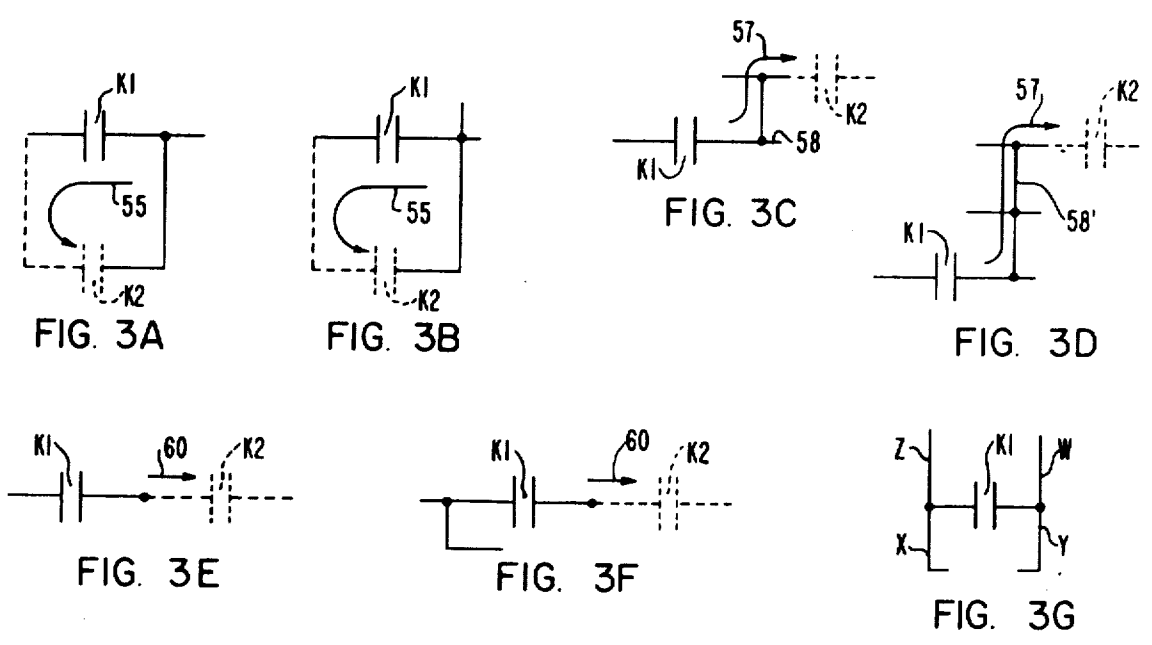 K1
55
K2
FIG. 3A
K1
55
K2
FIG. 3B
57
K2
58
K1
FIG. 3C
57
K2
58'
K1
FIG. 3D
K1
60
K2
FIG. 3E
K1
60
K2
FIG. 3F
Z
K1
W
X
Y
FIG. 3G